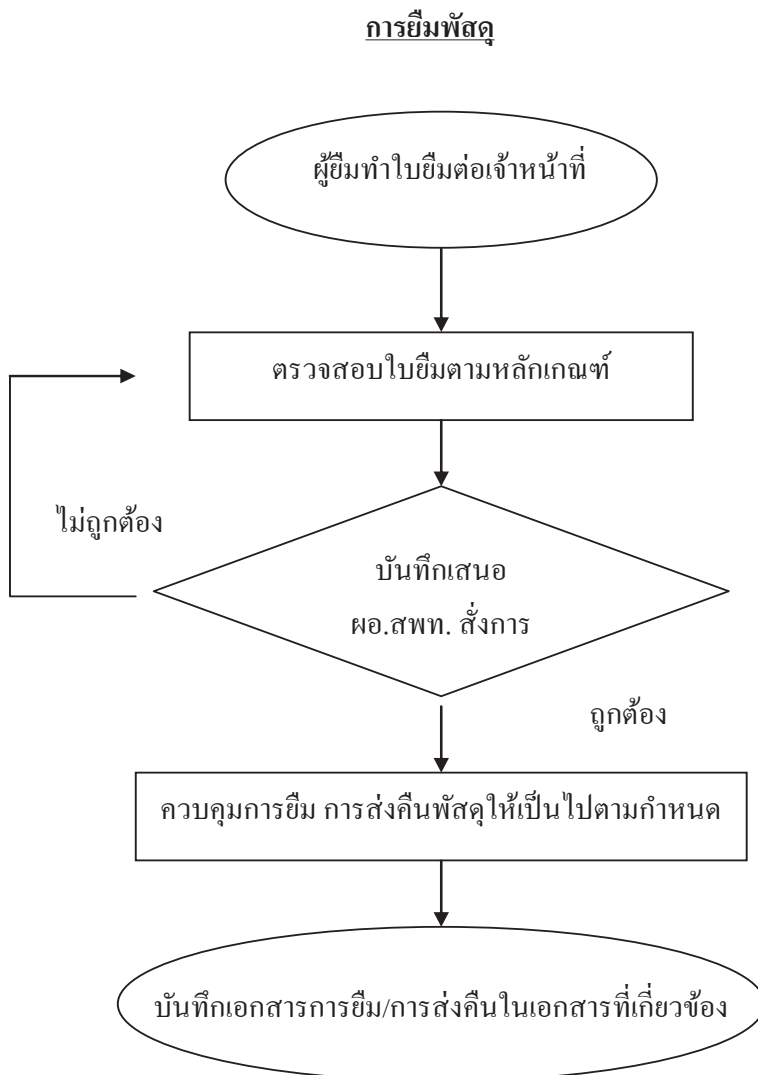 การยืมพัสดุ
ผู้ยืมทำใบยืมต่อเจ้าหน้าที่
ตรวจสอบใบยืมตามหลักเกณฑ์
ไม่ถูกต้อง
บันทึกเสนอ
ผอ.สพท. สั่งการ
ถูกต้อง
ควบคุมการยืม การส่งคืนพัสดุให้เป็นไปตามกำหนด
บันทึกเอกสารการยืม/การส่งคืนในเอกสารที่เกี่ยวข้อง